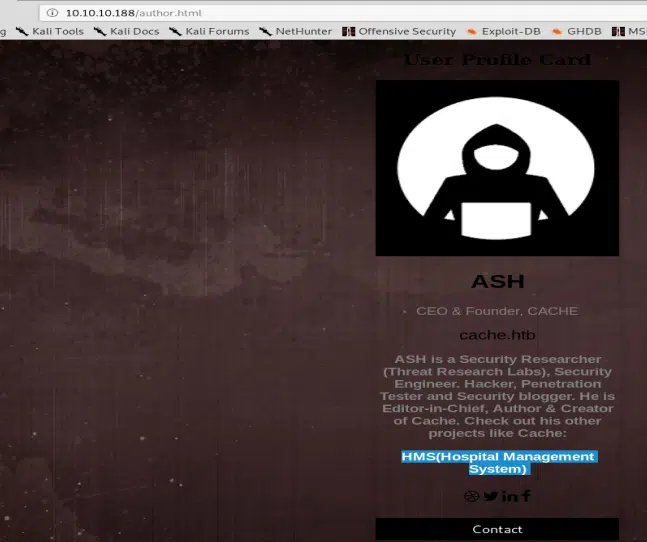 10.10.10.188/author.html
g Kali Tools Kali Docs Kali Forums NetHunter Offensive Security Exploit-DB GHDB MS
User Profile Card
ASH
CEO & Founder, CACHE
cache.htb
ASH is a Security Researcher
(Threat Research Labs), Security
Engineer. Hacker, Penetration
Tester and Security blogger. He is
Editor-in-Chief, Author & Creator
of Cache. Check out his other
projects like Cache:
HMS(Hospital Management
System)
Contact